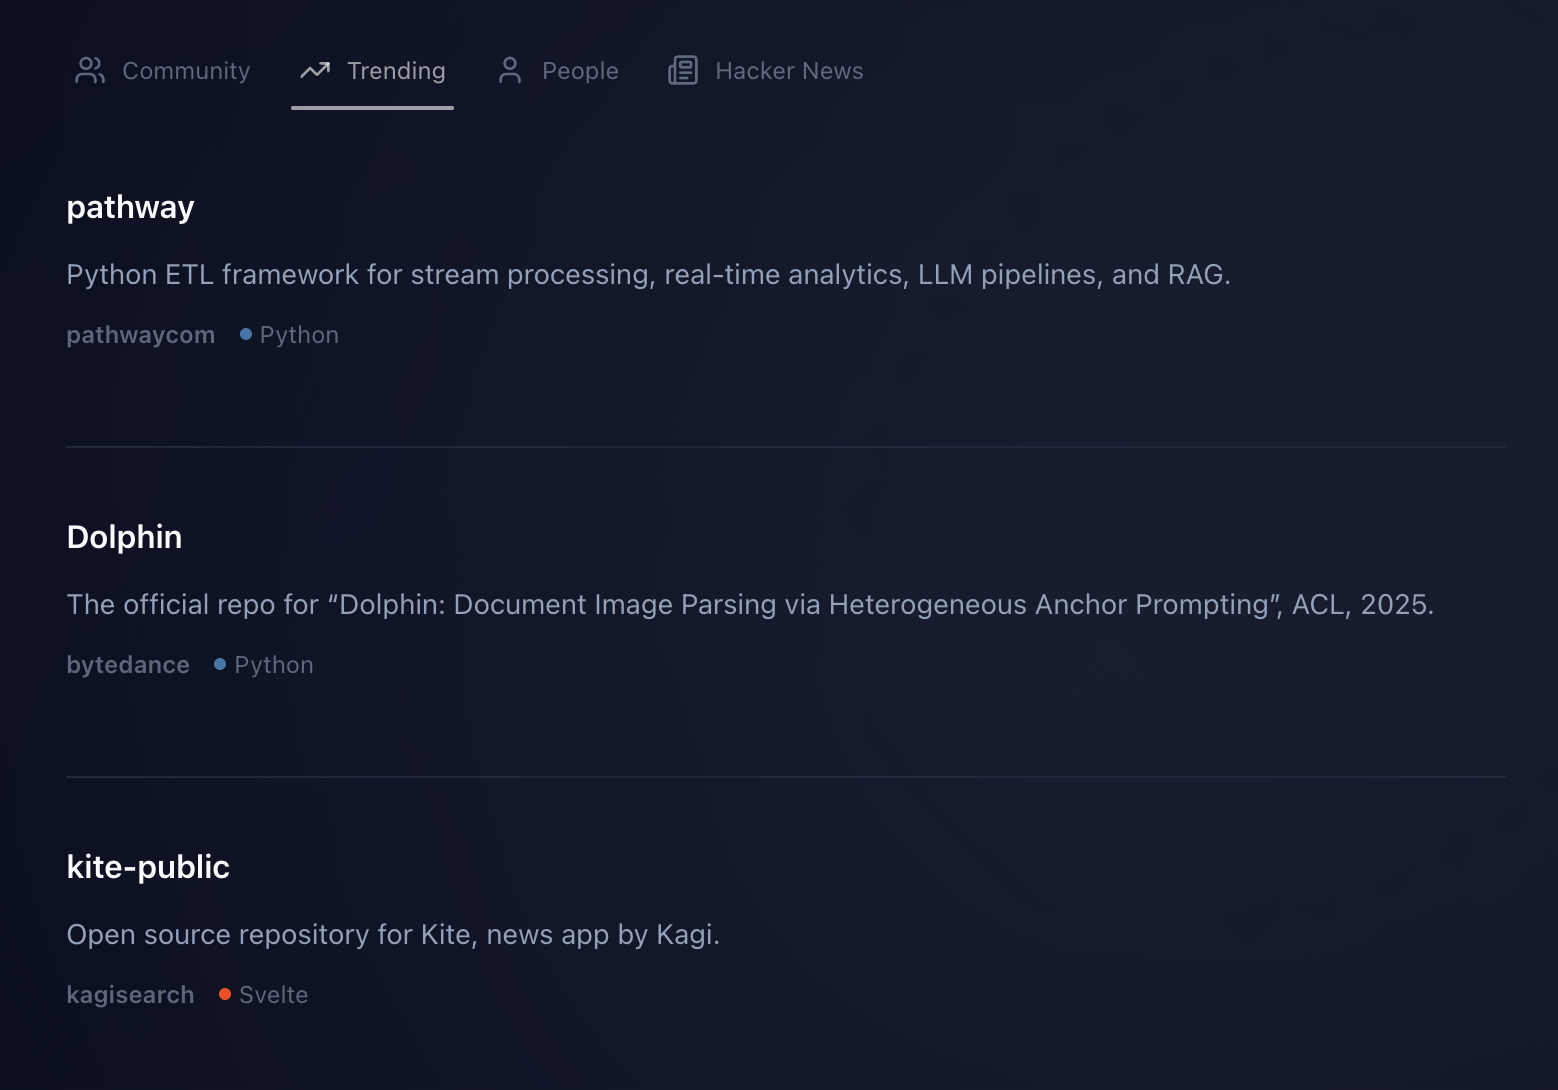 Community Trending People Hacker News
pathway
Python ETL framework for stream processing, real-time analytics, LLM pipelines, and RAG.
pathwaycom Python
Dolphin
The official repo for “Dolphin: Document Image Parsing via Heterogeneous Anchor Prompting”, ACL, 2025.
bytedance Python
kite-public
Open source repository for Kite, news app by Kagi.
kagisearch Svelte